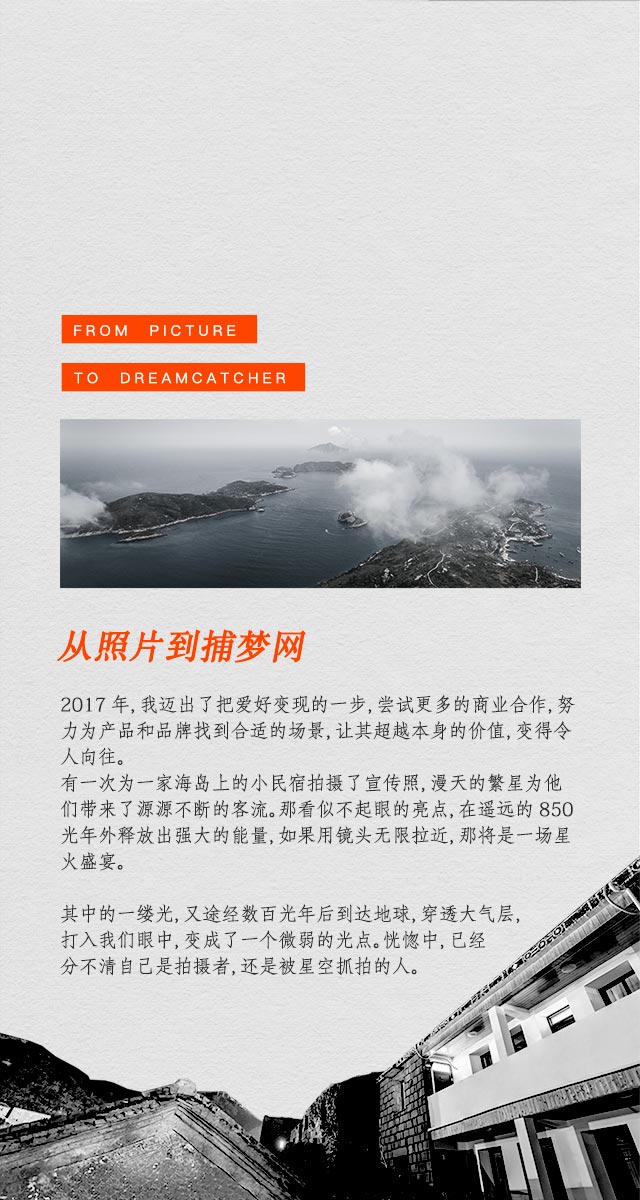 FROM PICTURE
TO DREAMCATCHER
从照片到捕梦网
2017 年，我迈出了把爱好变现的一步，尝试更多的商业合作，努
力为产品和品牌找到合适的场景，让其超越本身的价值，变得令
人向往。
有一次为一家海岛上的小民宿拍摄了宣传照，漫天的繁星为他
们带来了源源不断的客流。那看似不起眼的亮点，在遥远的 850
光年外释放出强大的能量，如果用镜头无限拉近，那将是一场星
火盛宴。
其中的一缕光，又途经数百光年后到达地球，穿透大气层，
打入我们眼中，变成了一个微弱的光点。恍惚中，已经
分不清自己是拍摄者，还是被星空抓拍的人。